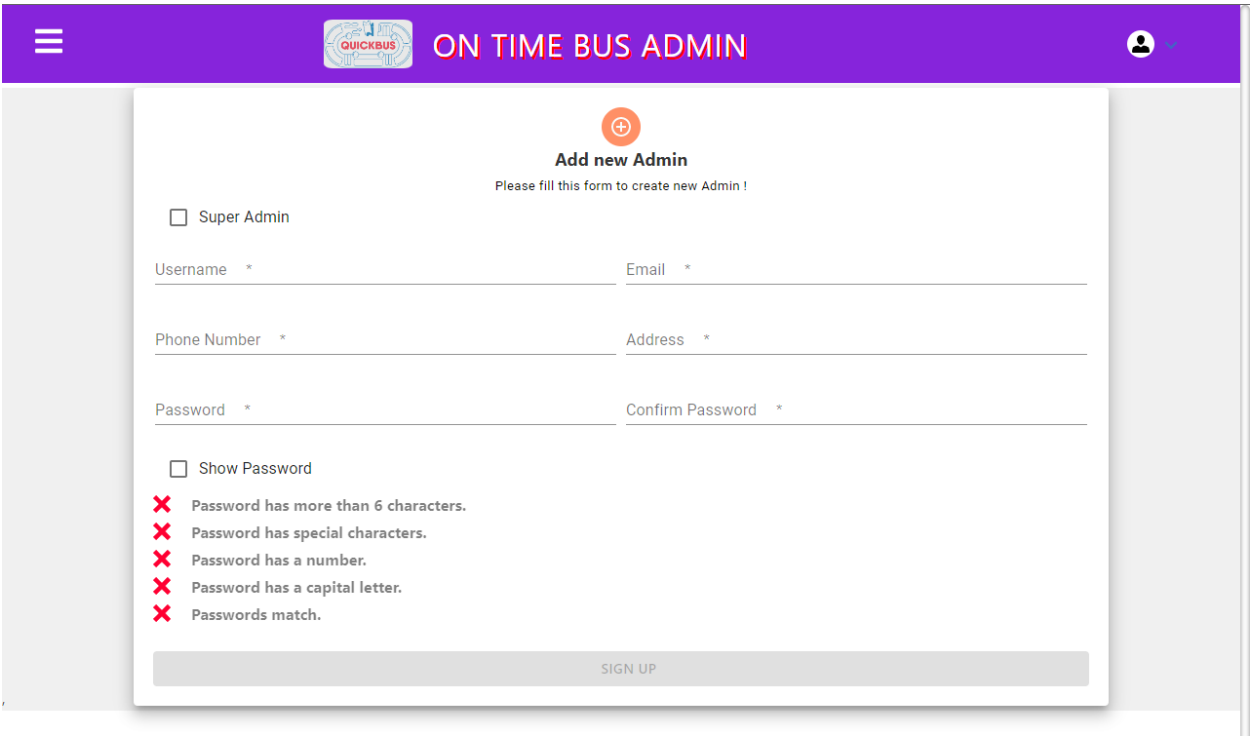 QUICKBUS
ON TIME BUS ADMIN
Add new Admin
Please fill this form to create new Admin !
Super Admin
Username *
Email *
Phone Number *
Address *
Password *
Confirm Password *
Show Password
Password has more than 6 characters.
Password has special characters.
Password has a number.
Password has a capital letter.
Passwords match.
SIGN UP
,